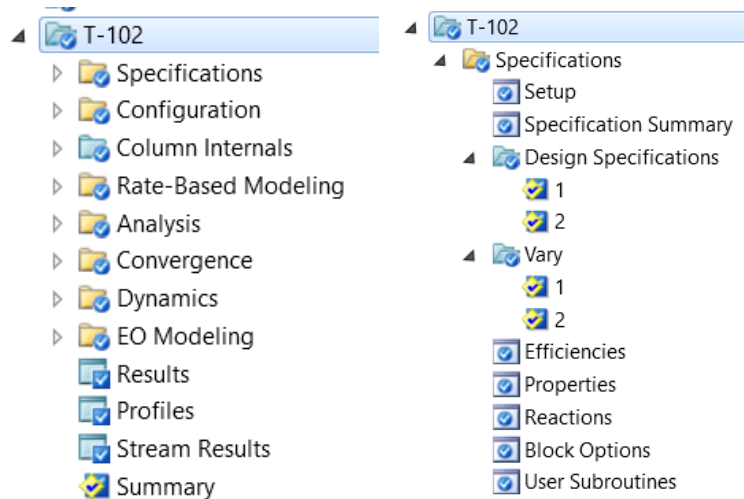 T-102
Specifications
Configuration
Column Internals
Rate-Based Modeling
Analysis
Convergence
Dynamics
EO Modeling
Results
Profiles
Stream Results
Summary
T-102
Specifications
Setup
Specification Summary
Design Specifications
1
2
Vary
1
2
Efficiencies
Properties
Reactions
Block Options
User Subroutines